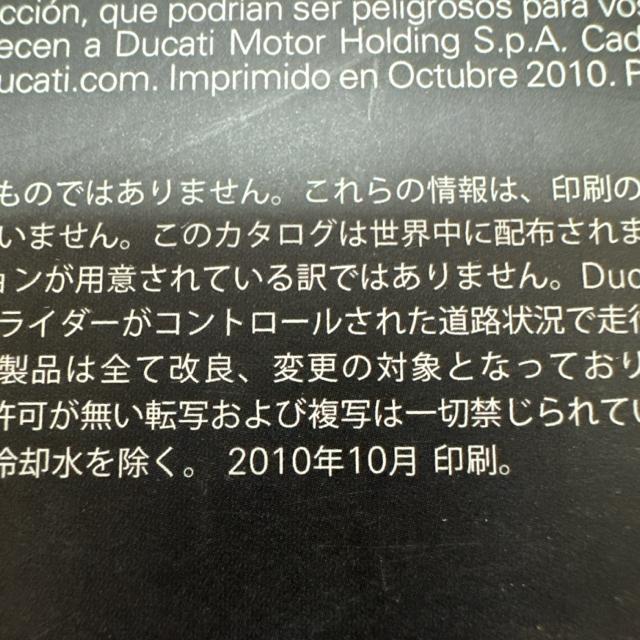 cción, que podrían ser peligrosos para vo
ecen a Ducati Motor Holding S.p.A. Cad
ucati.com. Imprimido en Octubre 2010. P
ものではありません。これらの情報は、印刷の
いません。このカタログは世界中に配布されま
ョンが用意されている訳ではありません。Duc
ライダーがコントロールされた道路状況で走行
製品は全て改良、変更の対象となっており
許可が無い転写および複写は一切禁じられてい
冷却水を除く。 2010年10月 印刷。